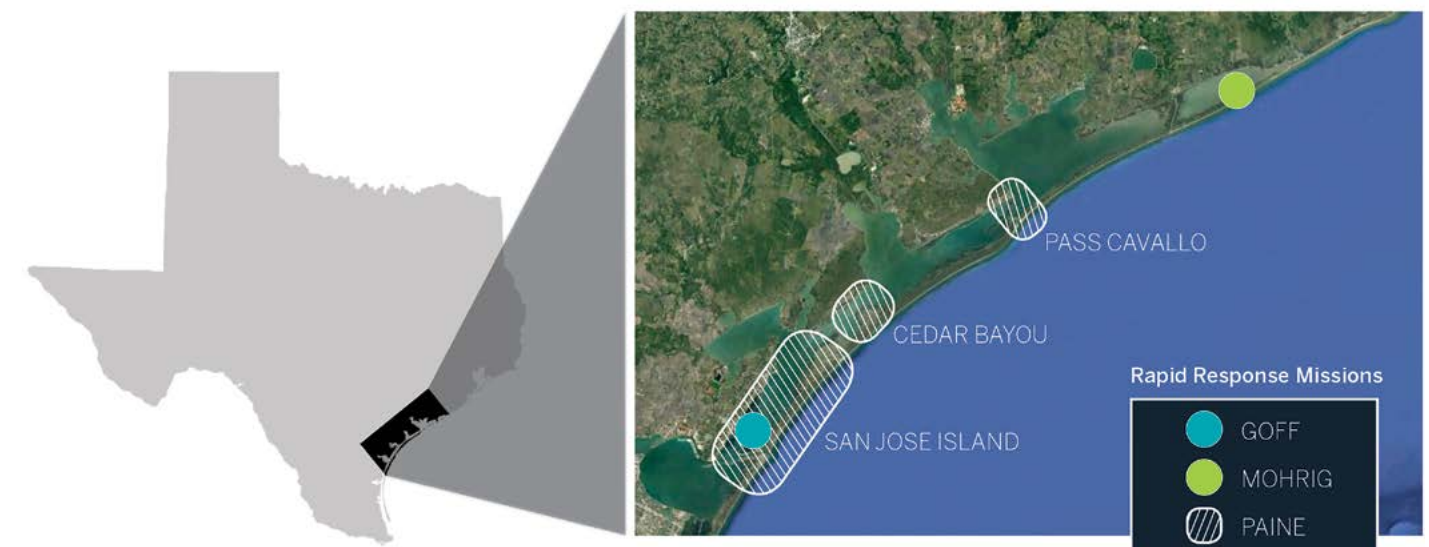 PASS CAVALLO
CEDAR BAYOU
SAN JOSE ISLAND
Rapid Response Missions
GOFF
MOHRIG
PAINE